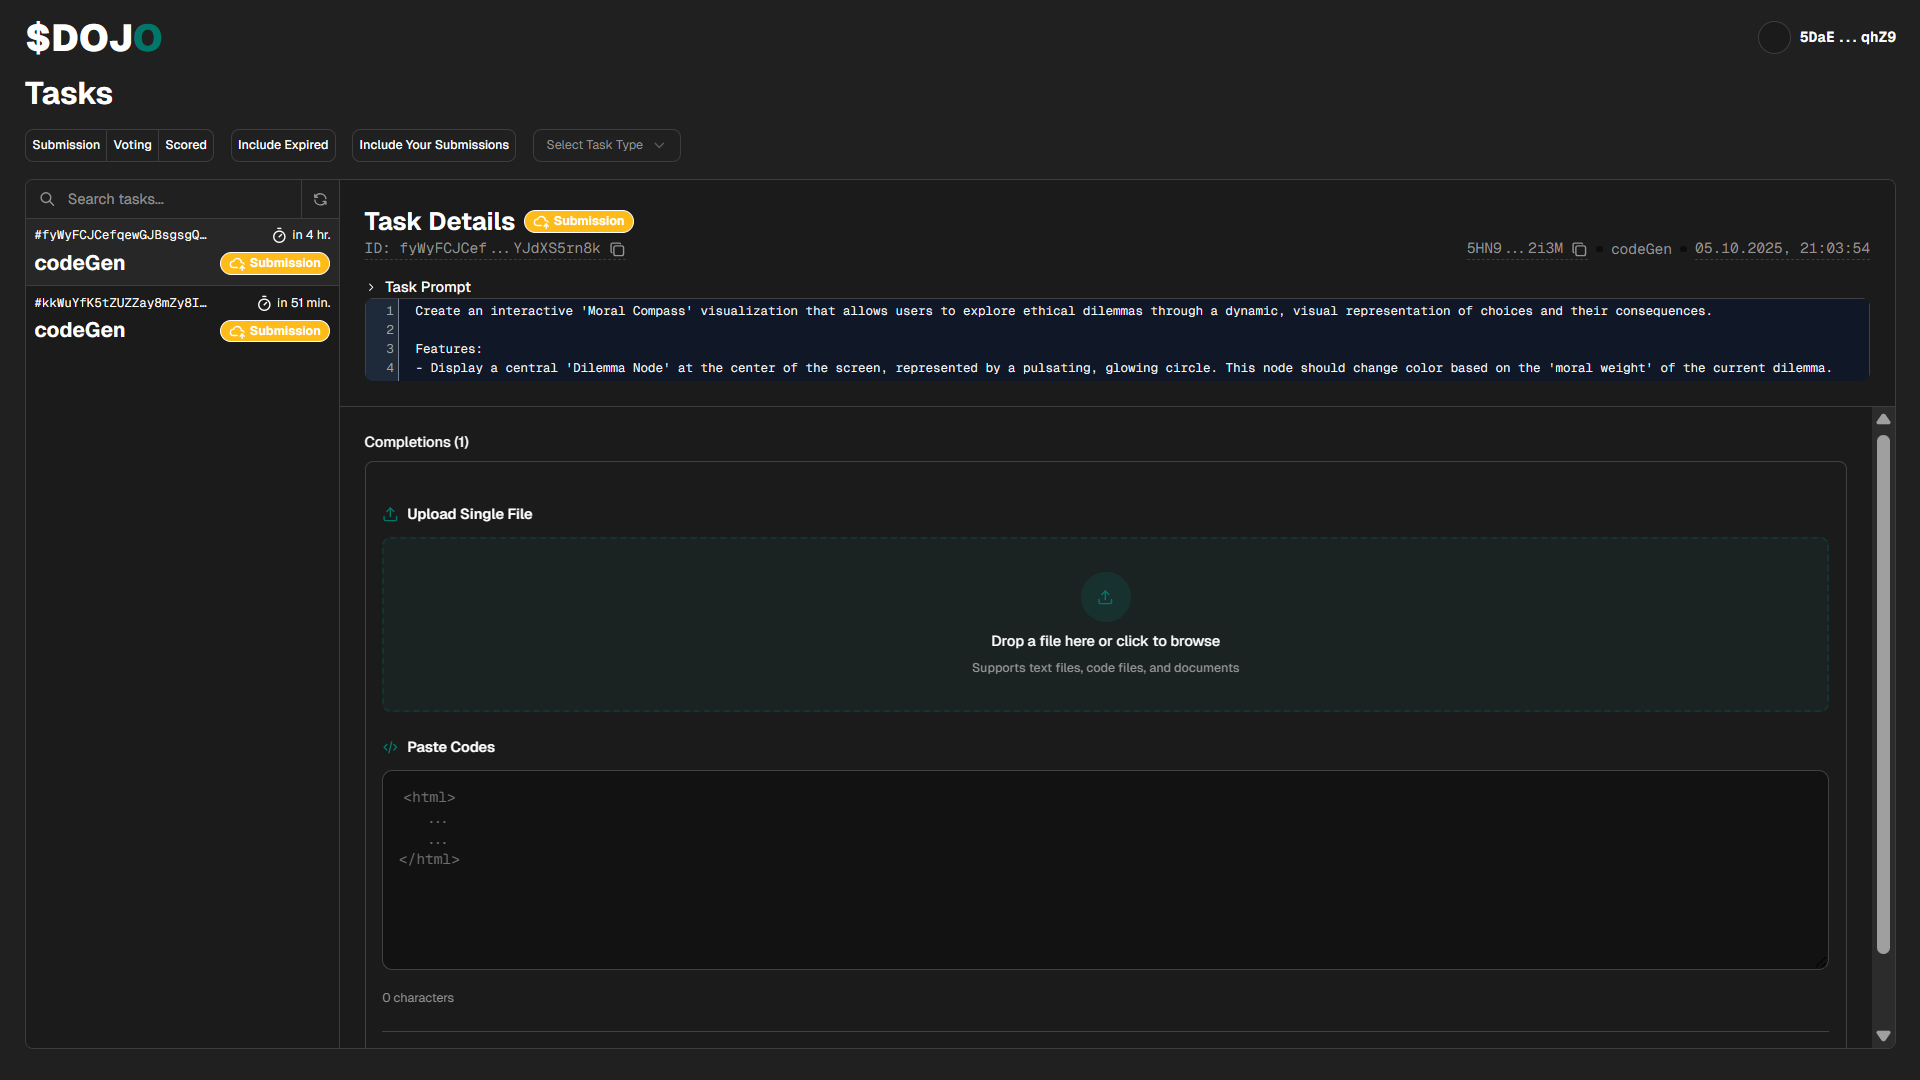 $DOJO
5DaE ... qhZ9
Tasks
Submission
Voting
Scored
Include Expired
Include Your Submissions
Select Task Type
Search tasks...
#fyWyFCJCefqewGJBsgsgQ...
in 4 hr.
codeGen
Submission
#kkWuYfK5tZUZZay8mZy8I...
in 51 min.
codeGen
Submission
Task Details
Submission
ID: fyWyFCJCef ... YJdXS5rn8k
5HN9 ... 2i3M
codeGen
05.10.2025, 21:03:54
Task Prompt
1 Create an interactive 'Moral Compass' visualization that allows users to explore ethical dilemmas through a dynamic, visual representation of choices and their consequences.
2
3 Features:
4 - Display a central 'Dilemma Node' at the center of the screen, represented by a pulsating, glowing circle. This node should change color based on the 'moral weight' of the current dilemma.
Completions (1)
Upload Single File
Drop a file here or click to browse
Supports text files, code files, and documents
</> Paste Codes
<html>
...
...
</html>
0 characters